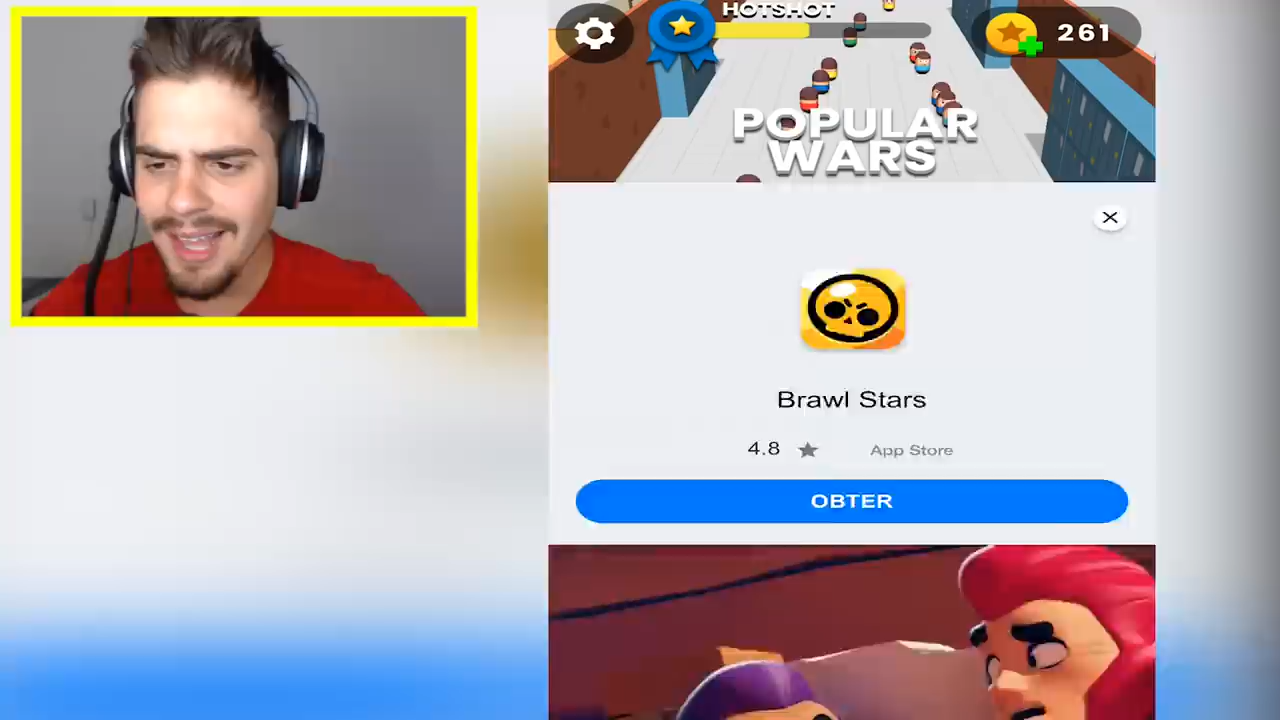 HOTSHOT
261
POPULAR
WARS
Brawl Stars
4.8
App Store
OBTER